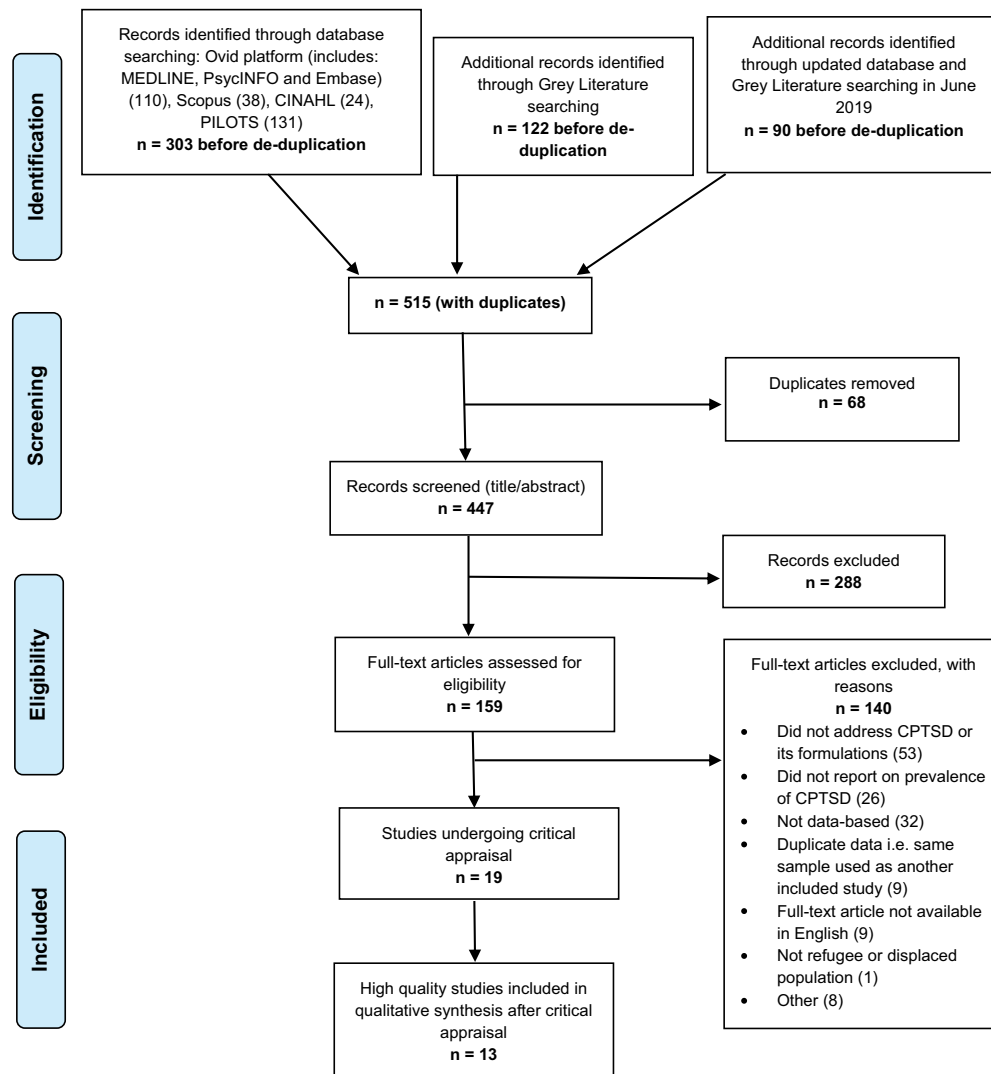 Identification
Records identified through database
searching: Ovid platform (includes:
MEDLINE, PsycINFO and Embase)
(110), Scopus (38), CINAHL (24),
PILOTS (131)
n = 303 before de-duplication
Additional records identified
through Grey Literature
searching
n = 122 before de-
duplication
Additional records identified
through updated database and
Grey Literature searching in June
2019
n = 90 before de-duplication
n = 515 (with duplicates)
Screening
Duplicates removed
n = 68
Records screened (title/abstract)
n = 447
Records excluded
n = 288
Eligibility
Full-text articles assessed for
eligibility
n = 159
Full-text articles excluded, with
reasons
n = 140
• Did not address CPTSD or
its formulations (53)
• Did not report on prevalence
of CPTSD (26)
• Not data-based (32)
• Duplicate data i.e. same
sample used as another
included study (9)
• Full-text article not available
in English (9)
• Not refugee or displaced
population (1)
• Other (8)
Included
Studies undergoing critical
appraisal
n = 19
High quality studies included in
qualitative synthesis after critical
appraisal
n = 13